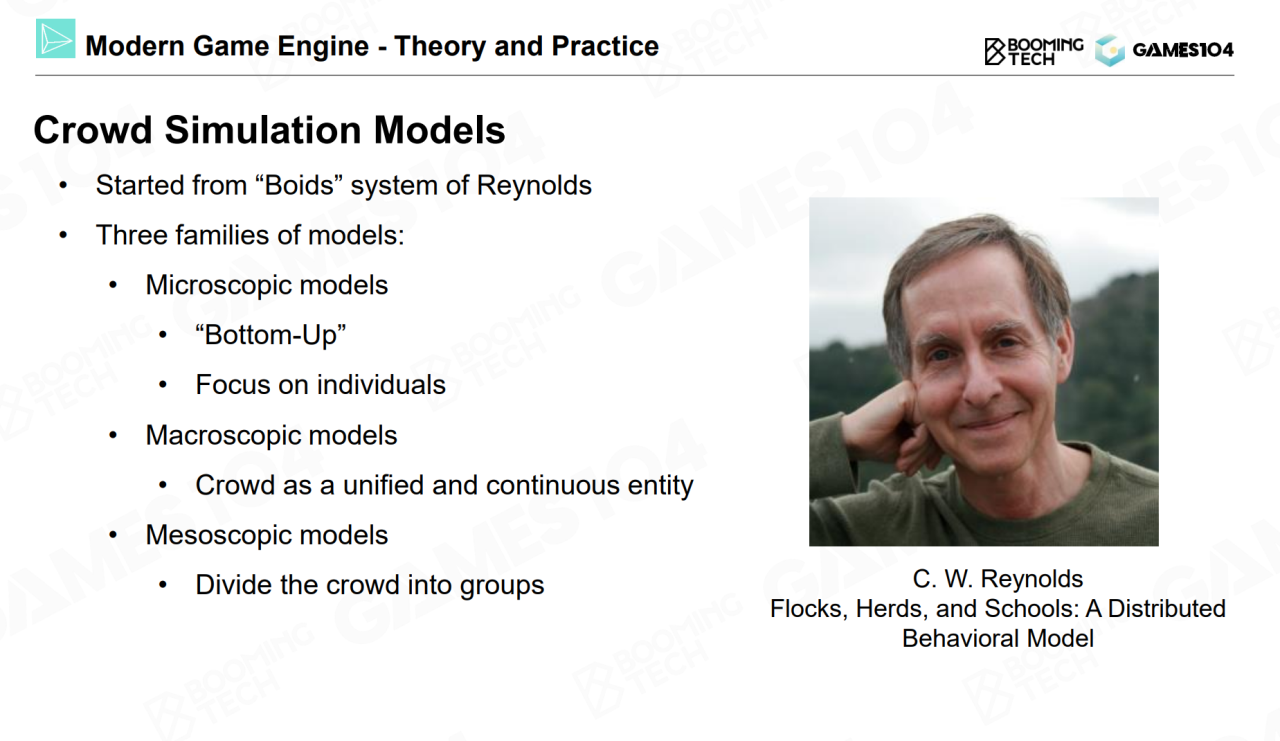 Modern Game Engine - Theory and Practice
BOOMING
TECH
GAMES104
Crowd Simulation Models
• Started from “Boids” system of Reynolds
• Three families of models:
• Microscopic models
• “Bottom-Up”
• Focus on individuals
• Macroscopic models
• Crowd as a unified and continuous entity
• Mesoscopic models
• Divide the crowd into groups
C. W. Reynolds
Flocks, Herds, and Schools: A Distributed
Behavioral Model